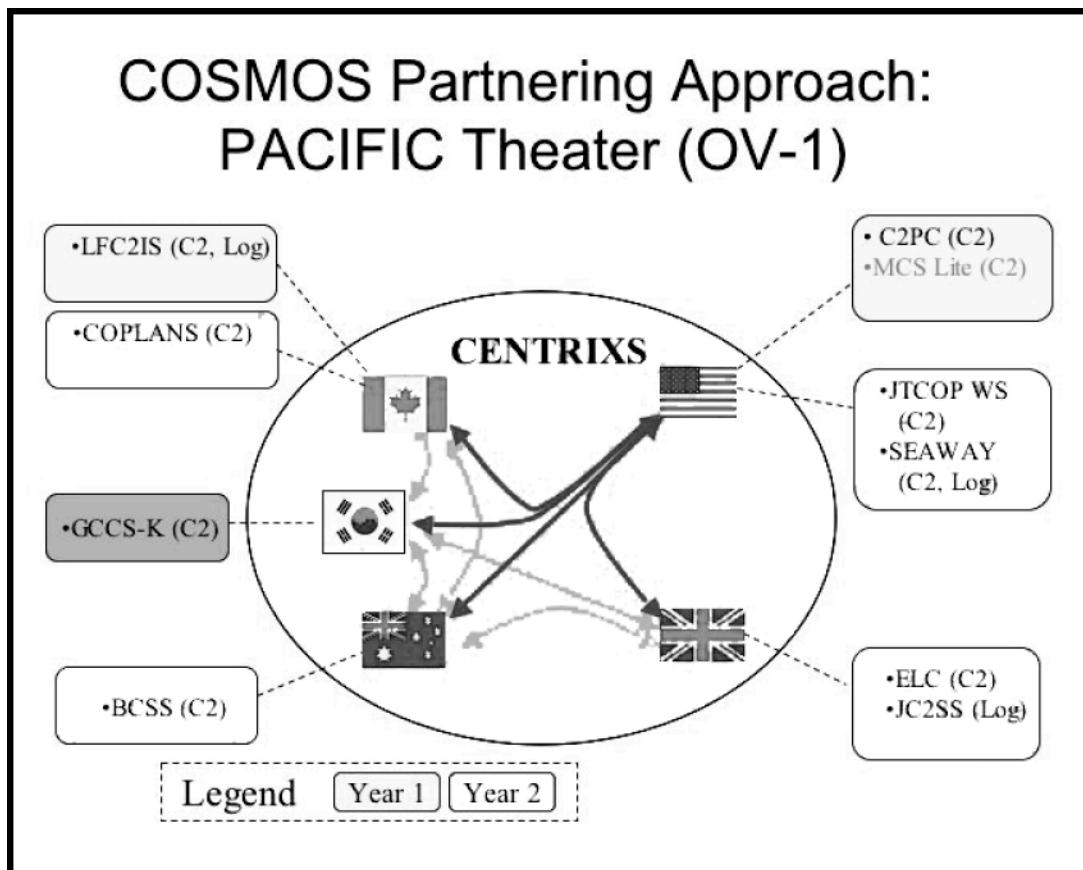 COSMOS Partnering Approach:
PACIFIC Theater (OV-1)
•LFC2IS (C2, Log)
•COPLANS (C2)
•GCCS-K (C2)
•BCSS (C2)
CENTRIXS
• C2PC (C2)
•MCS Lite (C2)
•JTCOP WS
(C2)
•SEAWAY
(C2, Log)
•ELC (C2)
•JC2SS (Log)
Legend
Year 1
Year 2